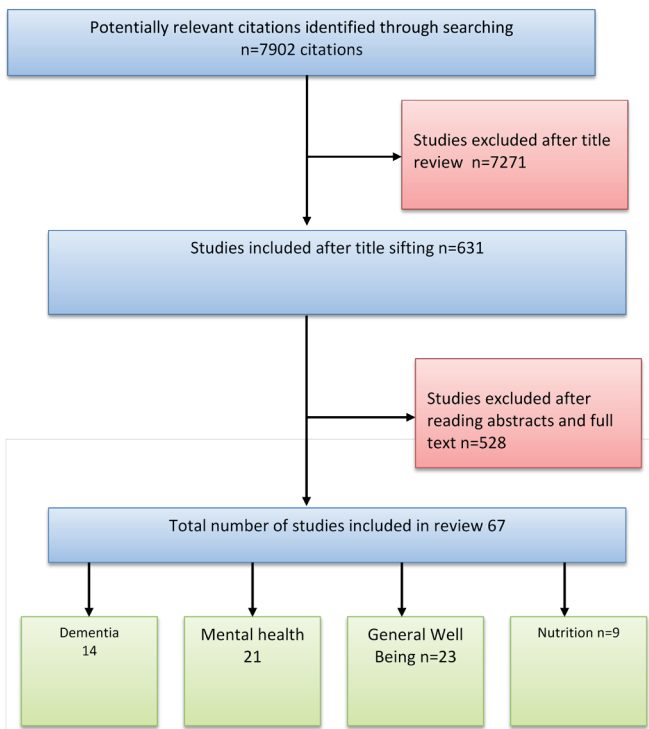 Potentially relevant citations identified through searching
n=7902 citations
Studies excluded after title
review  n=7271
Studies included after title sifting n=631
Studies excluded after
reading abstracts and full
text n=528
Total number of studies included in review 67
Dementia
14
Mental health
21
General Well
Being n=23
Nutrition n=9